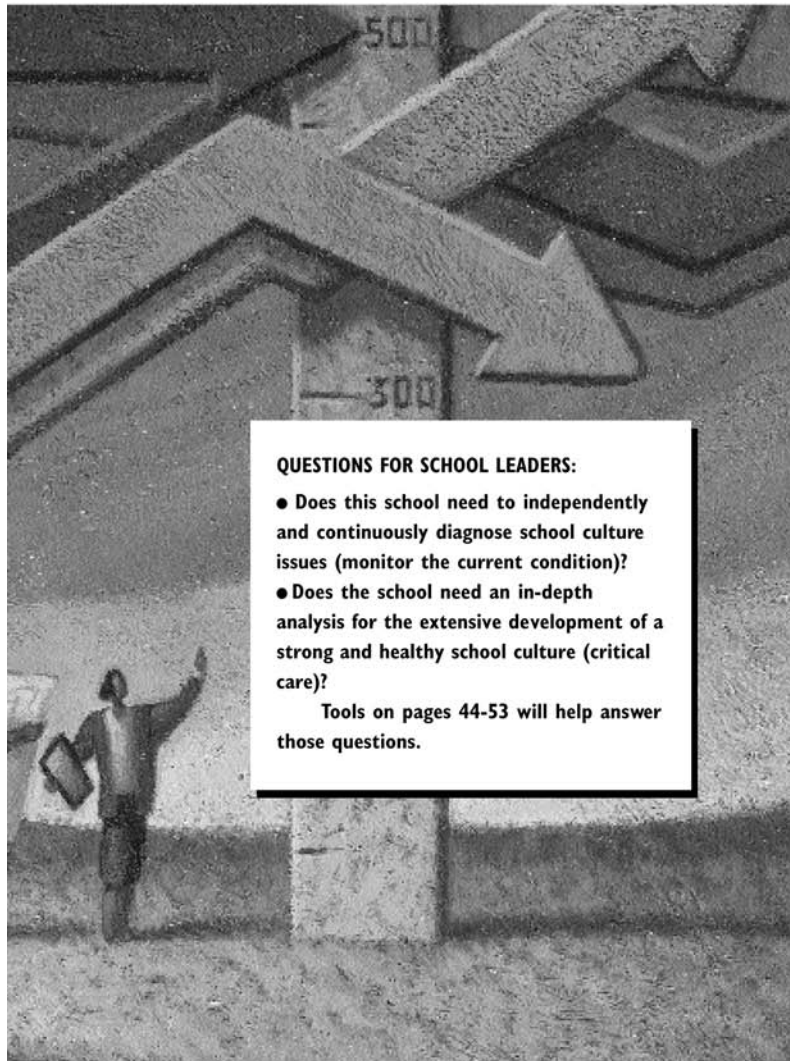 500
300
QUESTIONS FOR SCHOOL LEADERS:
● Does this school need to independently
and continuously diagnose school culture
issues (monitor the current condition)?
● Does the school need an in-depth
analysis for the extensive development of a
strong and healthy school culture (critical
care)?
Tools on pages 44-53 will help answer
those questions.